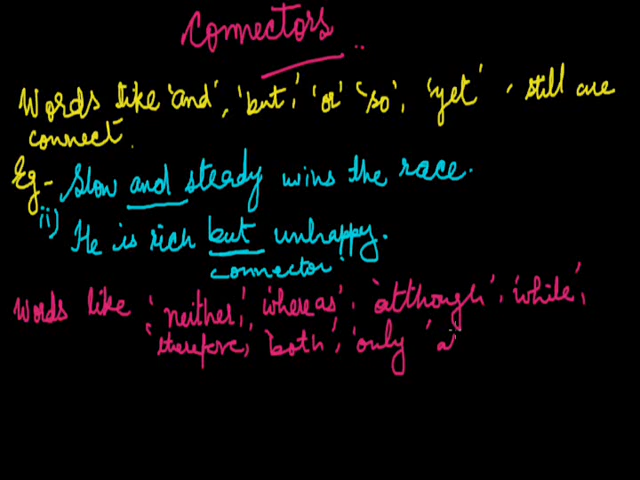 Connectors ..
Words like 'and', 'but', 'or' 'so', 'yet' , still are
connect.
Eg - Slow and steady wins the race.
ii) He is rich but unhappy.
connector
Words like 'neither', 'whereas', 'although', 'while',
'therefore, 'both', 'only 'a